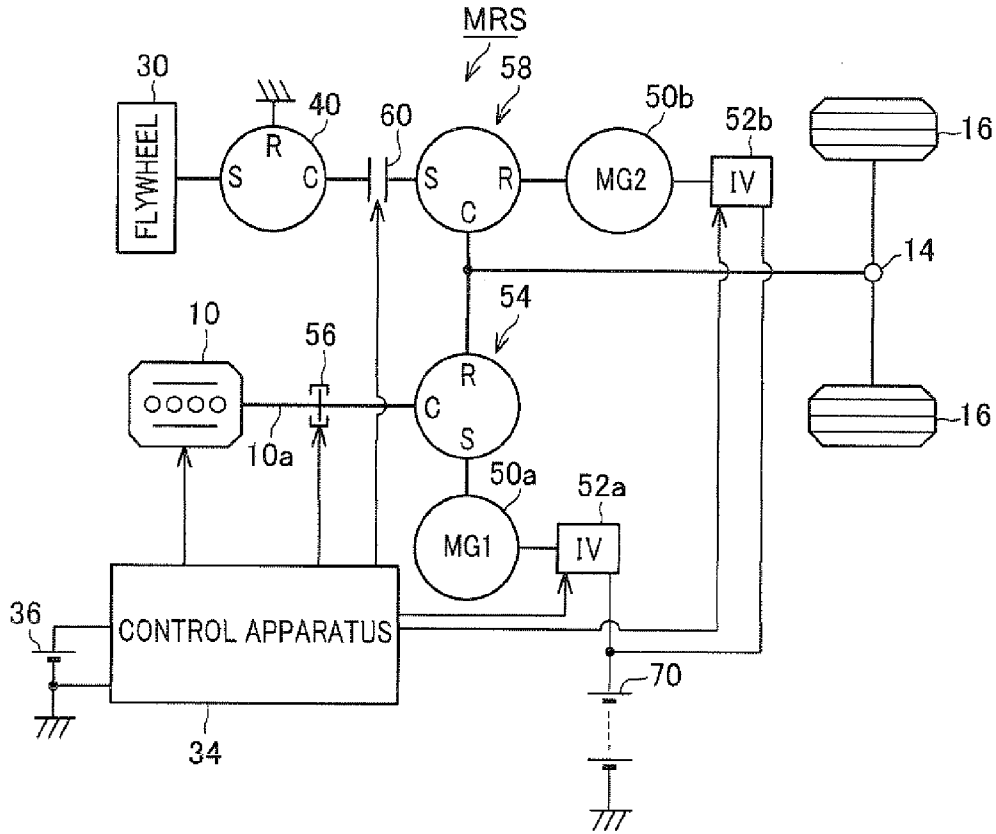 MRS
30
40
60
58
50b
52b
16
FLYWHEEL
R
S
C
S
R
C
MG2
IV
14
10
56
54
R
C
S
10a
16
50a
52a
MG1
IV
36
CONTROL APPARATUS
70
34